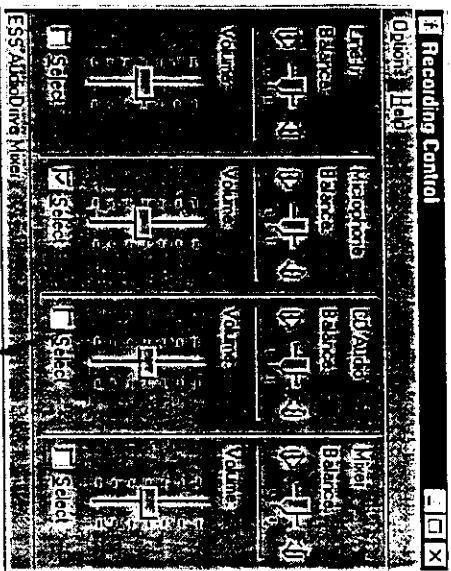 Recording Control
Options Help
Line-In Microphone CD Audio Mixer
Balance: Balance: Balance: Balance:
Volume: Volume: Volume: Volume:
Select Select Select Select
ESS AudioDrive Mixer